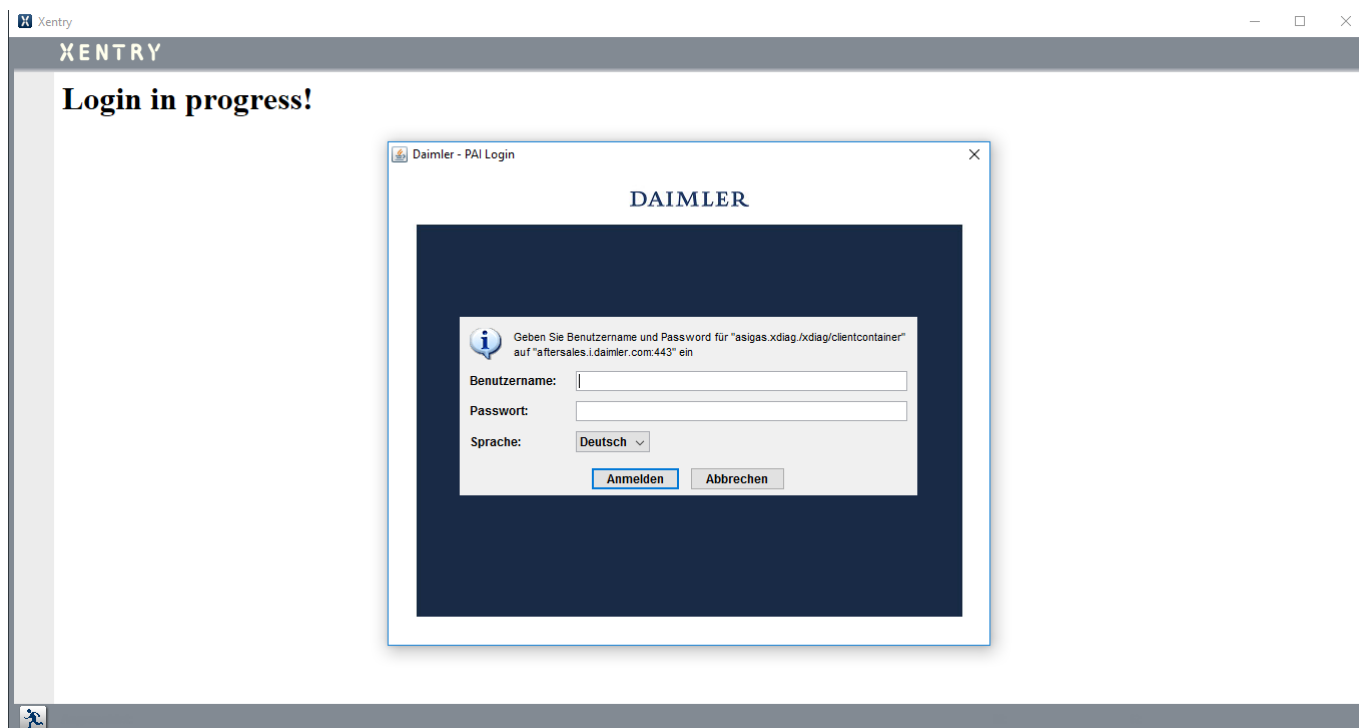 Xentry
XENTRY
Login in progress!
Daimler - PAI Login
DAIMLER
Geben Sie Benutzername und Password für "asigas.xdiag./xdiag/clientcontainer"
auf "aftersales.i.daimler.com:443" ein
Benutzername:
Passwort:
Sprache: Deutsch
Anmelden Abbrechen